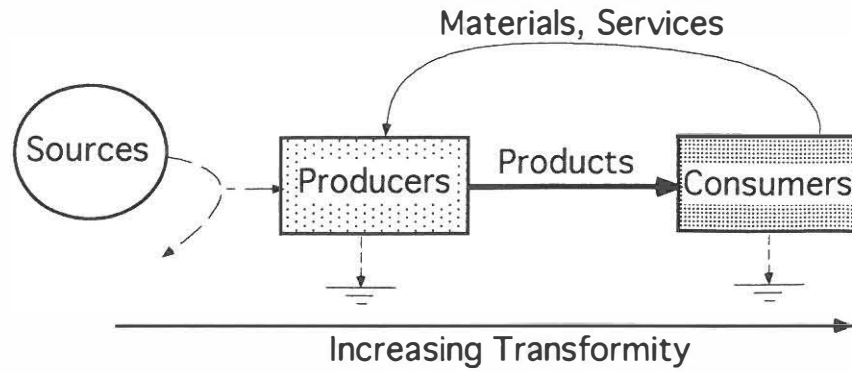 Materials, Services
Sources
Producers
Products
Consumers
Increasing Transformity